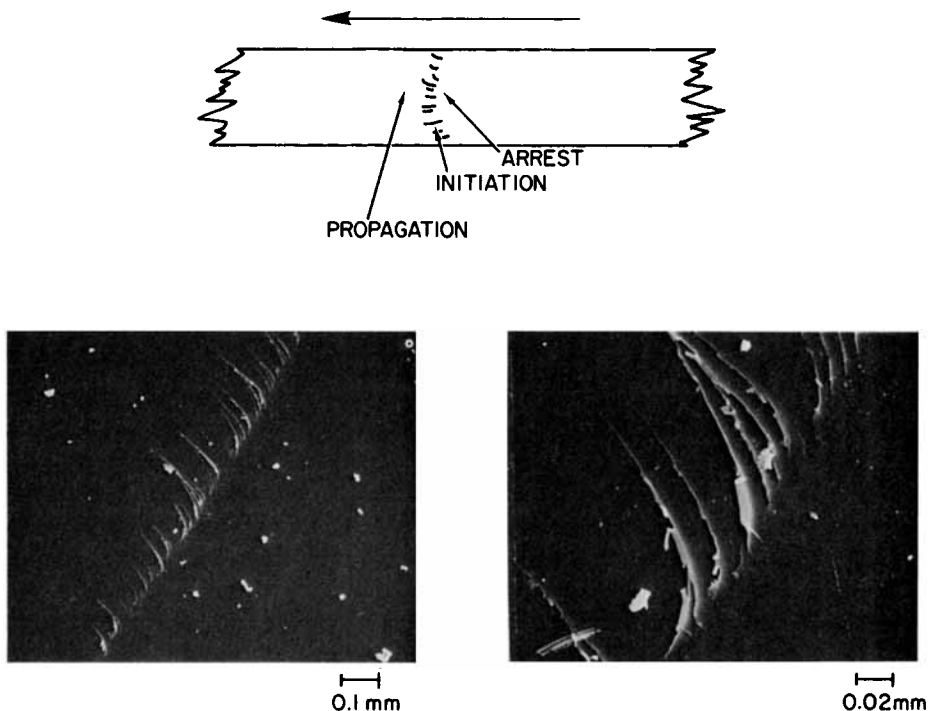 ARREST
INITIATION
PROPAGATION
0.1 mm
0.02mm